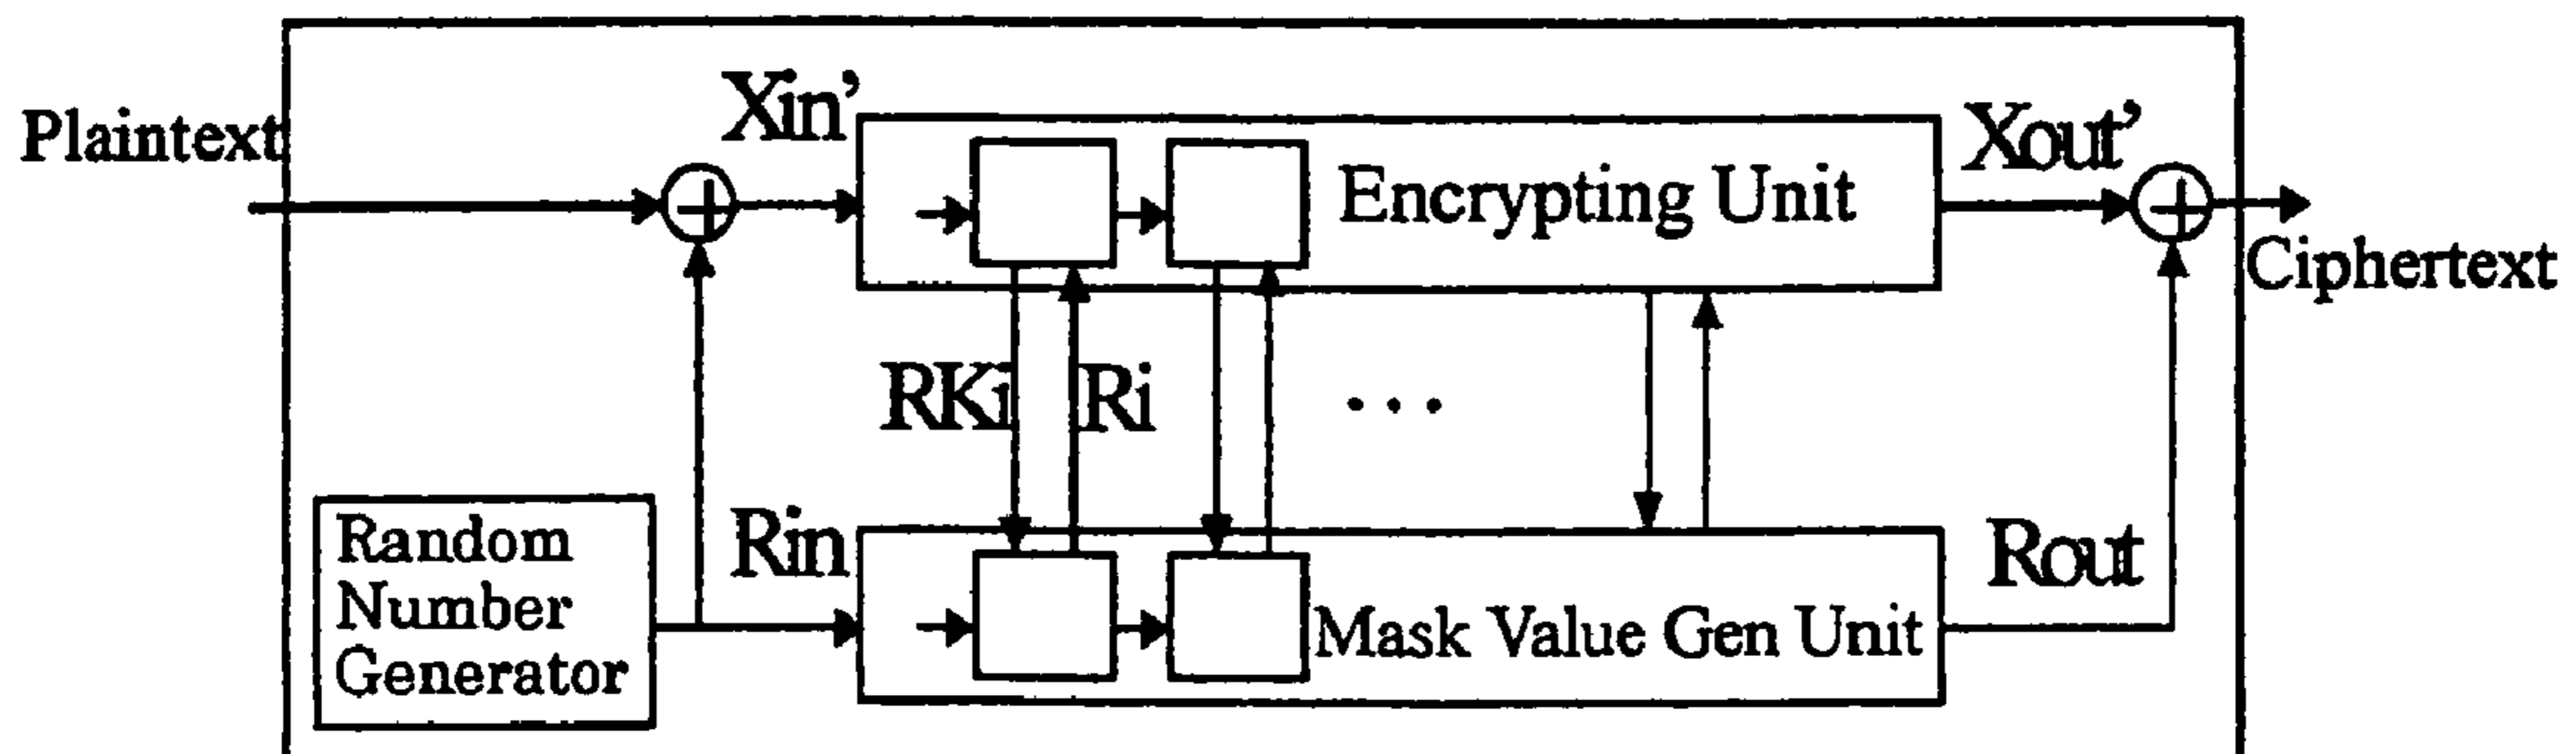 Plaintext
Xin'
Encrypting Unit
Xout'
Ciphertext
RKi
Ri
...
Random
Number
Generator
Rin
Mask Value Gen Unit
Rout